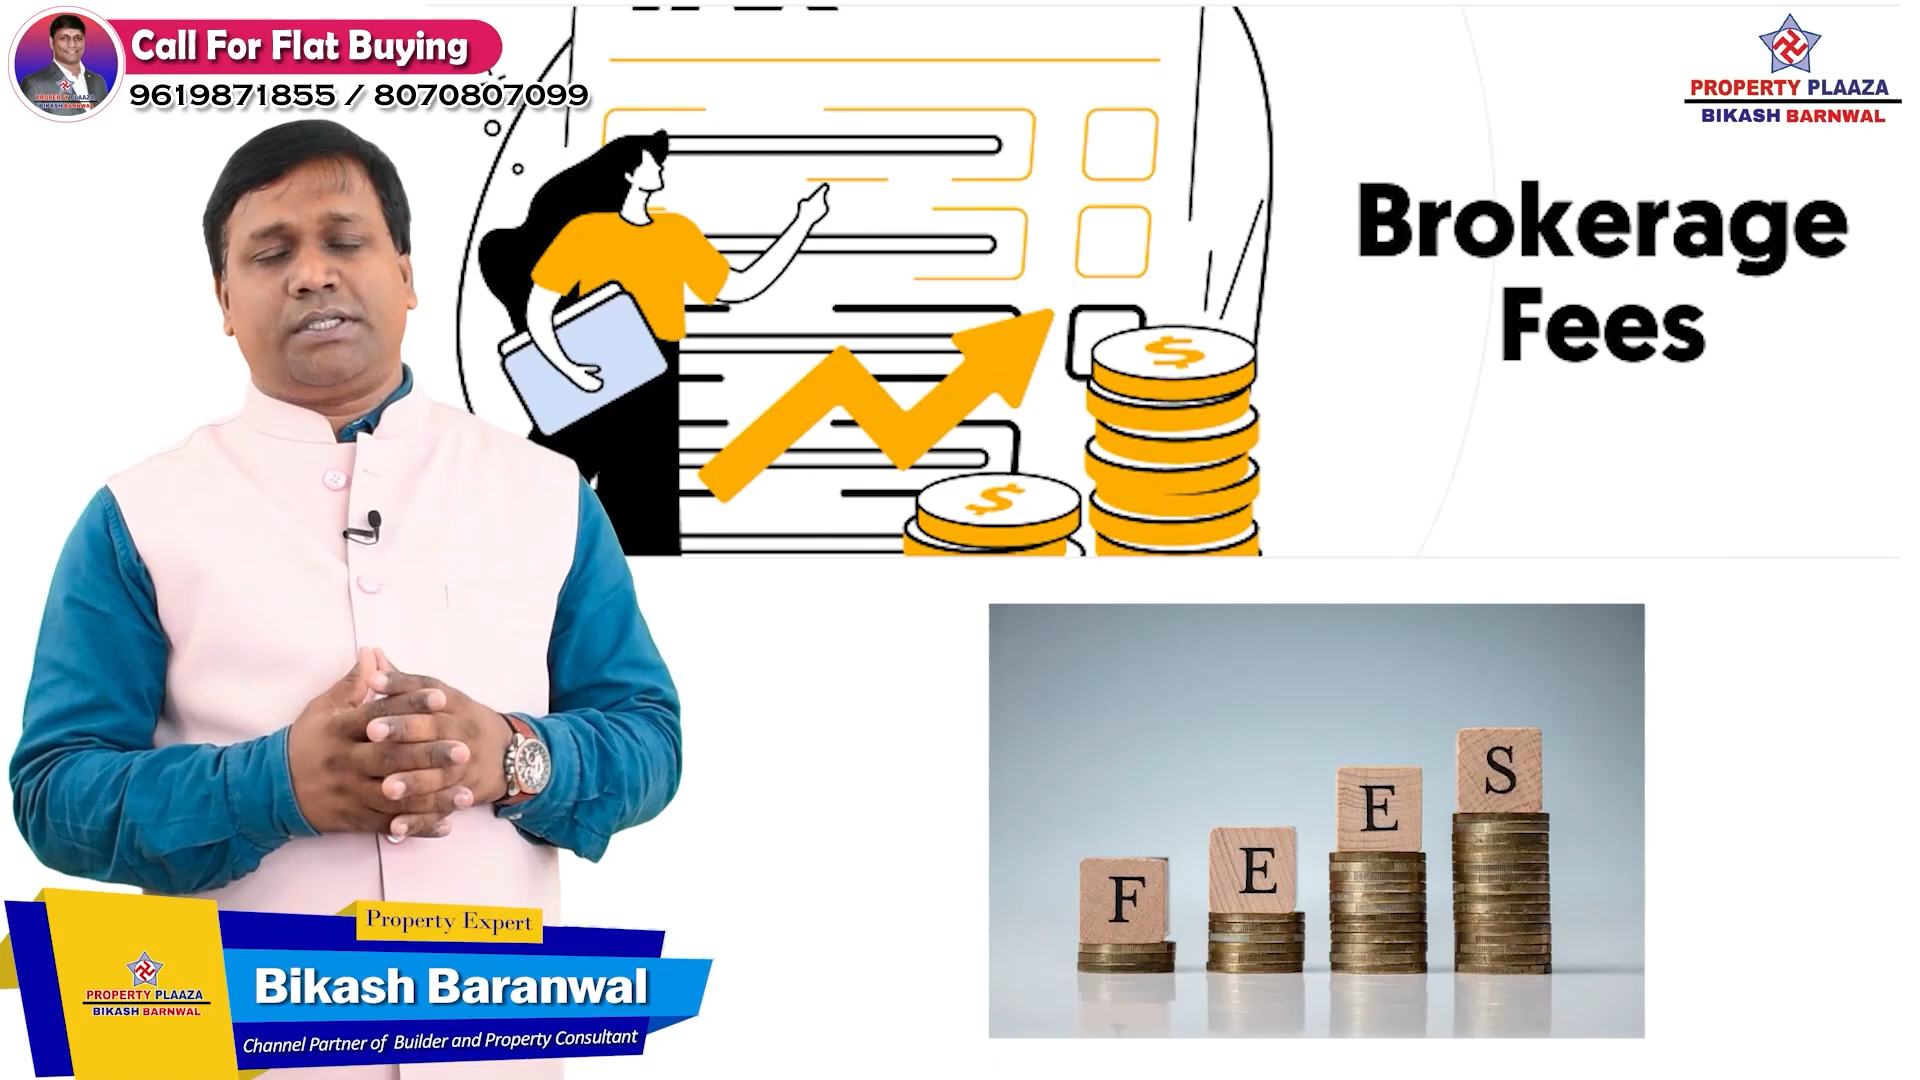 Call For Flat Buying
9619871855 / 8070807099
PROPERTY PLAAZA
BIKASH BARNWAL
Brokerage
Fees
$
$
F
E
E
S
Property Expert
Bikash Baranwal
Channel Partner of Builder and Property Consultant
PROPERTY PLAAZA
BIKASH BARNWAL